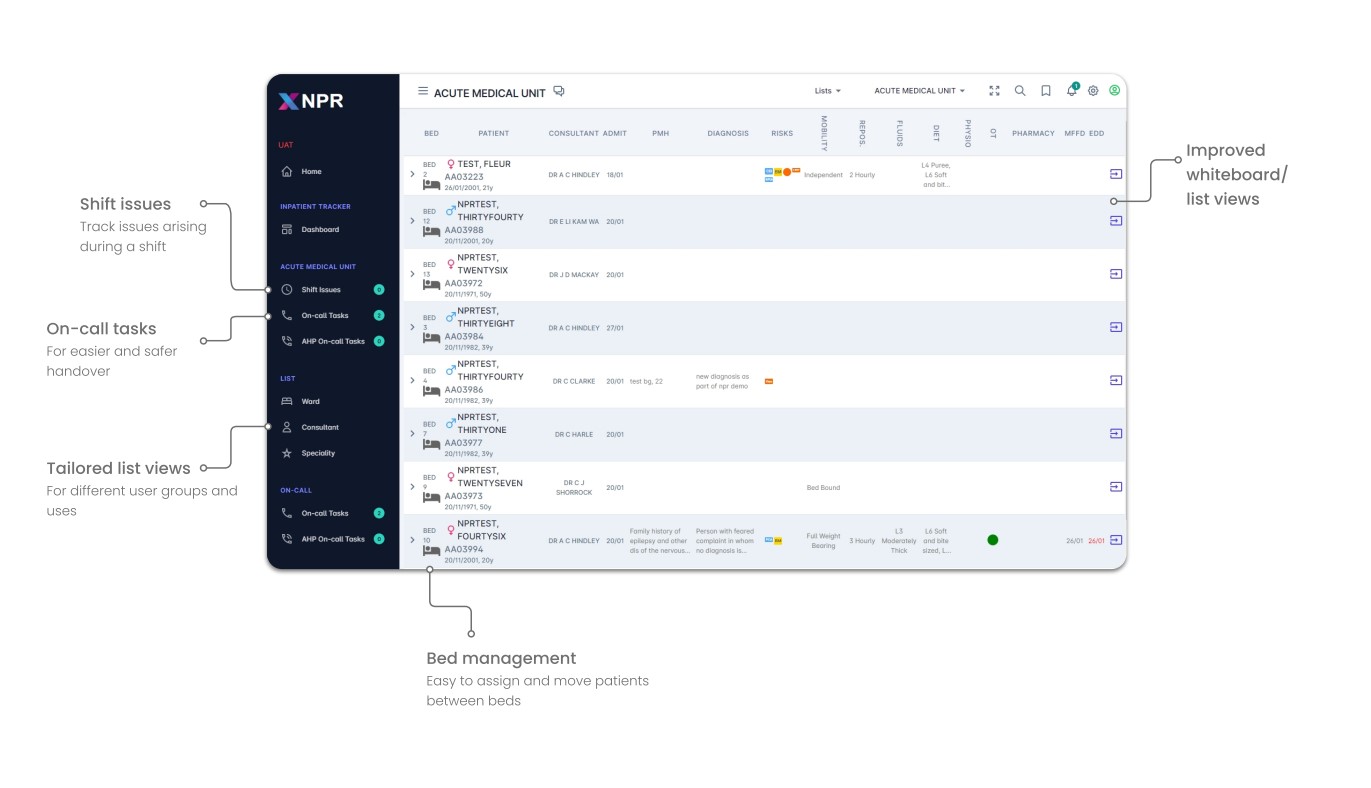 NPR
UAT
Home
INPATIENT TRACKER
Dashboard
ACUTE MEDICAL UNIT
Shift Issues 0
On-call Tasks 2
AHP On-call Tasks 0
LIST
Ward
Consultant
Speciality
ON-CALL
On-call Tasks 2
AHP On-call Tasks 0
ACUTE MEDICAL UNIT
Lists
ACUTE MEDICAL UNIT
1
BED PATIENT CONSULTANT ADMIT PMH DIAGNOSIS RISKS MOBILITY REPOS. FLUIDS DIET PHYSIO OT PHARMACY MFFD EDD
BED
2
TEST, FLEUR
AA03223
26/01/2001, 21y
DR A C HINDLEY 18/01
Independent 2 Hourly
L4 Puree,
L6 Soft
and bit...
BED
12
NPRTEST,
THIRTYFOURTY
AA03988
20/11/2001, 20y
DR E LI KAM WA 20/01
BED
13
NPRTEST,
TWENTYSIX
AA03972
20/11/1971, 50y
DR J D MACKAY 20/01
BED
3
NPRTEST,
THIRTYEIGHT
AA03984
20/11/1982, 39y
DR A C HINDLEY 27/01
BED
4
NPRTEST,
THIRTYFOURTY
AA03986
20/11/1982, 39y
DR C CLARKE 20/01 test bg, 22
new diagnosis as
part of npr demo
BED
7
NPRTEST,
THIRTYONE
AA03977
20/11/1982, 39y
DR C HARLE 20/01
BED
9
NPRTEST,
TWENTYSEVEN
AA03973
20/11/1971, 50y
DR C J
SHORROCK
20/01
Bed Bound
BED
10
NPRTEST,
FOURTYSIX
AA03994
20/11/2001, 20y
DR A C HINDLEY 20/01
Family history of
epilepsy and other
dis of the nervous...
Person with feared
complaint in whom
no diagnosis is...
Full Weight
Bearing
3 Hourly
L3
Moderately
Thick
L6 Soft
and bite
sized, L...
26/01 26/01
Shift issues
Track issues arising
during a shift
On-call tasks
For easier and safer
handover
Tailored list views
For different user groups and
uses
Improved
whiteboard/
list views
Bed management
Easy to assign and move patients
between beds